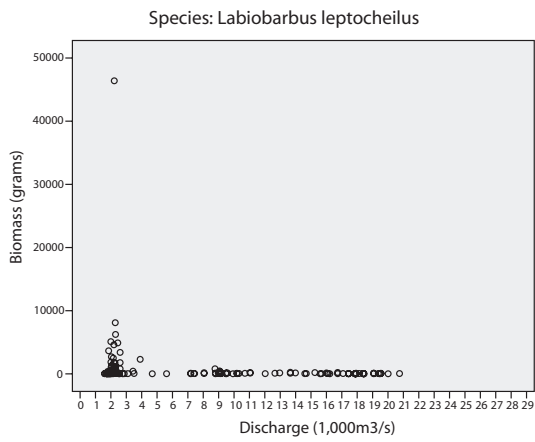 Species: Labiobarbus leptocheilus
50000
40000
30000
20000
10000
0
Biomass (grams)
0 1 2 3 4 5 6 7 8 9 10 11 12 13 14 15 16 17 18 19 20 21 22 23 24 25 26 27 28 29
Discharge (1,000m3/s)